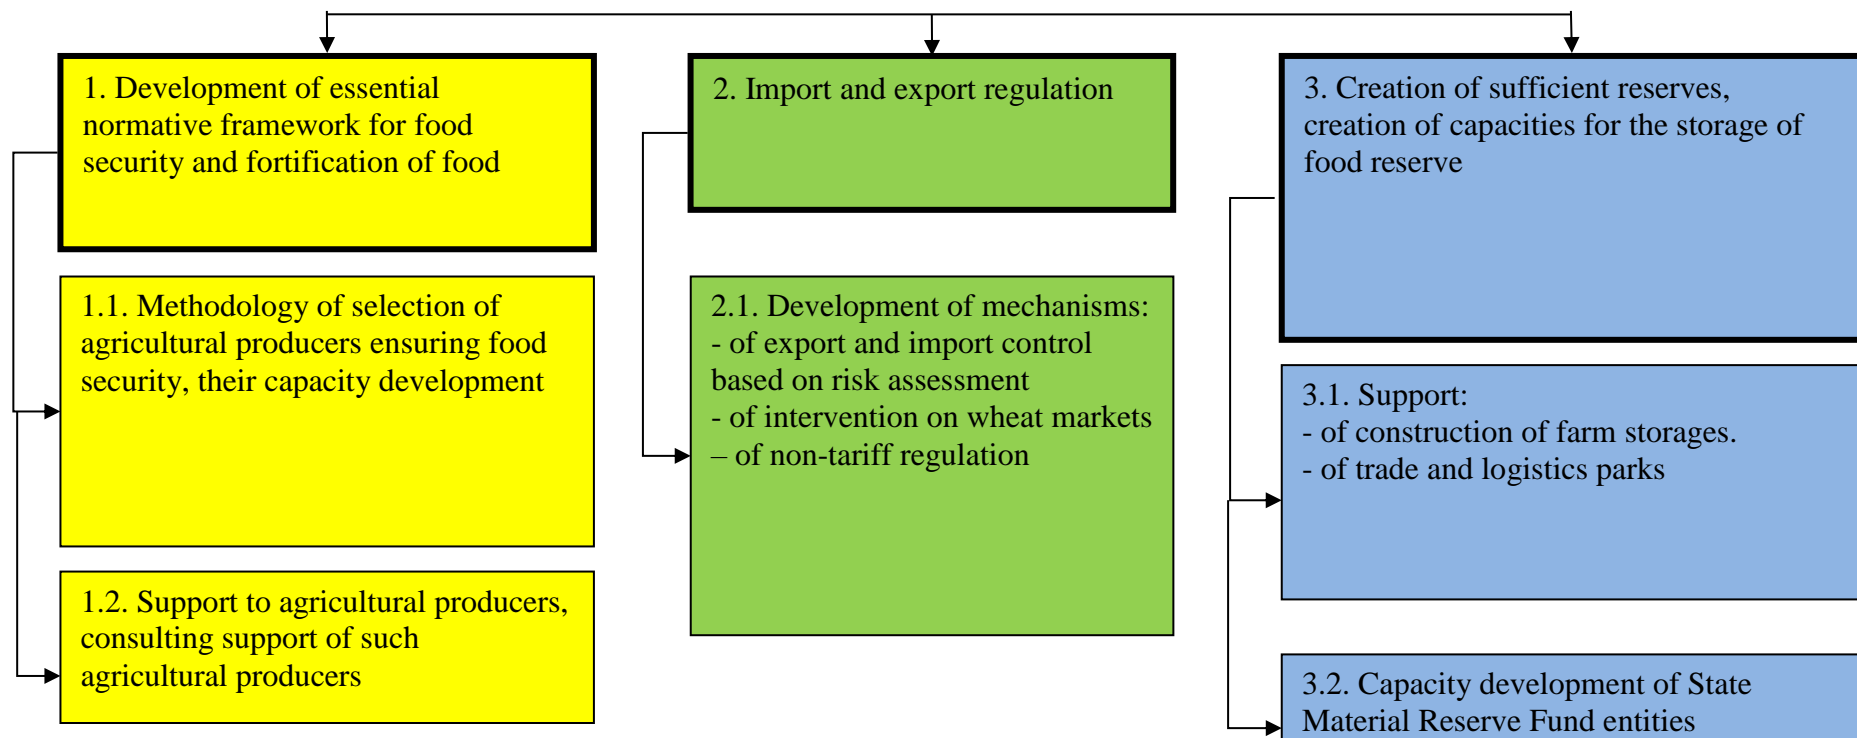 1. Development of essential
normative framework for food
security and fortification of food
1.1. Methodology of selection of
agricultural producers ensuring food
security, their capacity development
1.2. Support to agricultural producers,
consulting support of such
agricultural producers
2. Import and export regulation
2.1. Development of mechanisms:
- of export and import control
based on risk assessment
- of intervention on wheat markets
– of non-tariff regulation
3. Creation of sufficient reserves,
creation of capacities for the storage of
food reserve
3.1. Support:
- of construction of farm storages.
- of trade and logistics parks
3.2. Capacity development of State
Material Reserve Fund entities